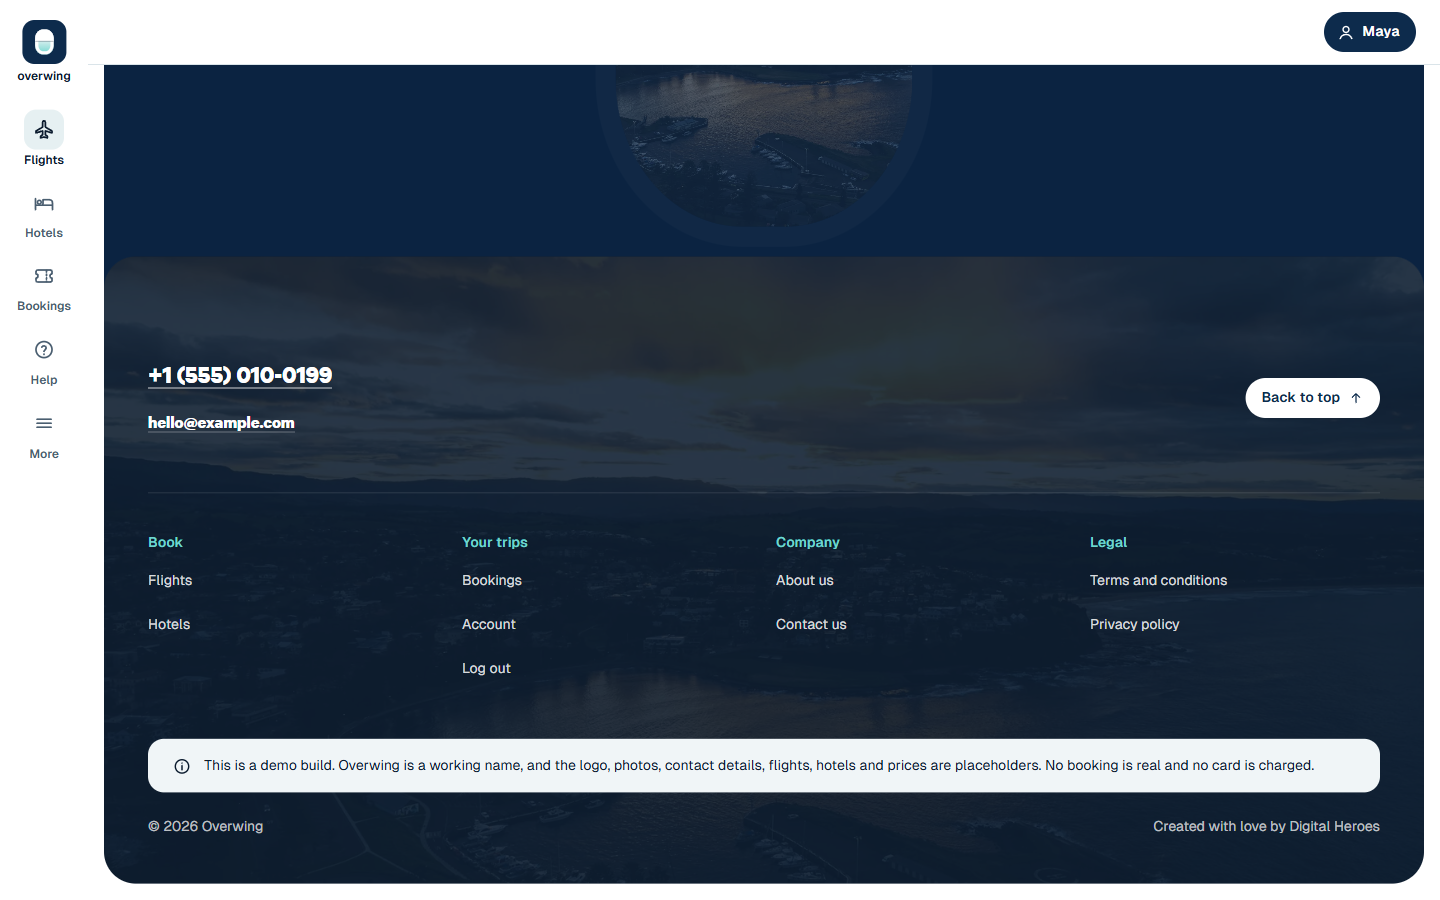 overwing
Maya
Flights
Hotels
Bookings
Help
More
+1 (555) 010-0199
hello@example.com
Back to top
Book
Flights
Hotels
Your trips
Bookings
Account
Log out
Company
About us
Contact us
Legal
Terms and conditions
Privacy policy
This is a demo build. Overwing is a working name, and the logo, photos, contact details, flights, hotels and prices are placeholders. No booking is real and no card is charged.
© 2026 Overwing
Created with love by Digital Heroes